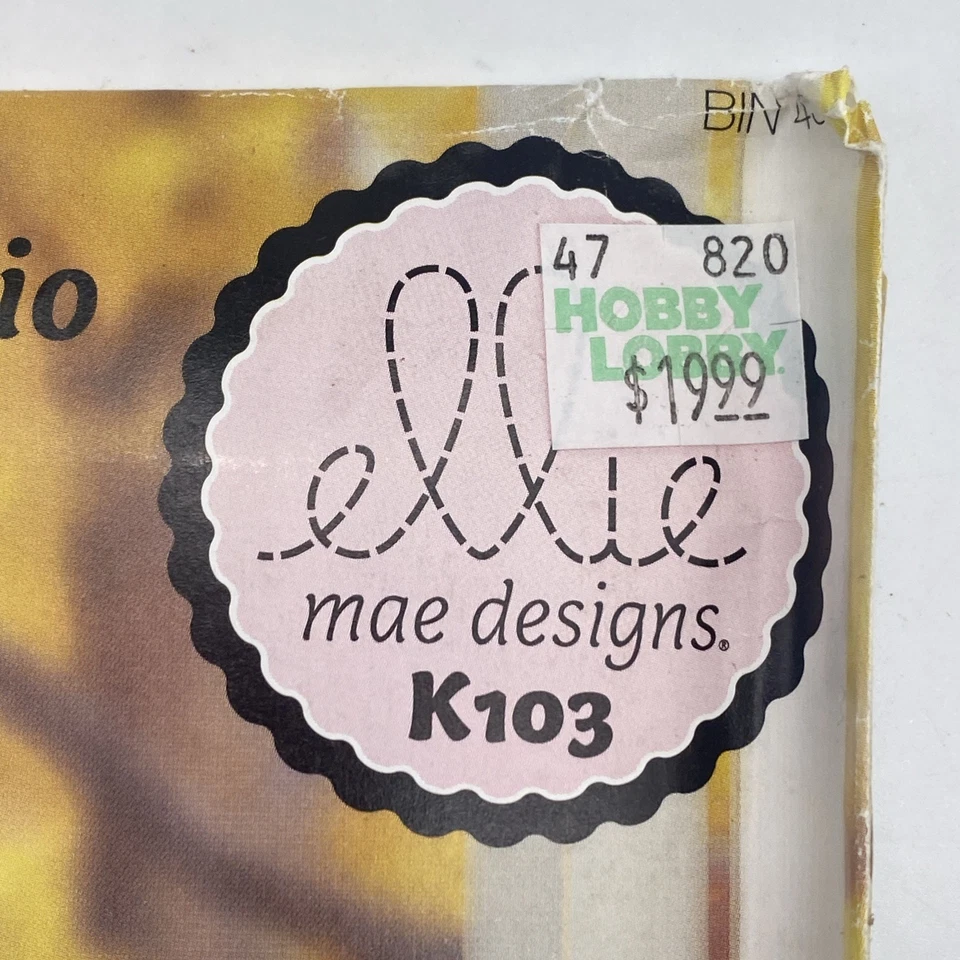 BIN
io
47 820
HOBBY
LOBBY.
$1999
ellie
mae designs®
K103